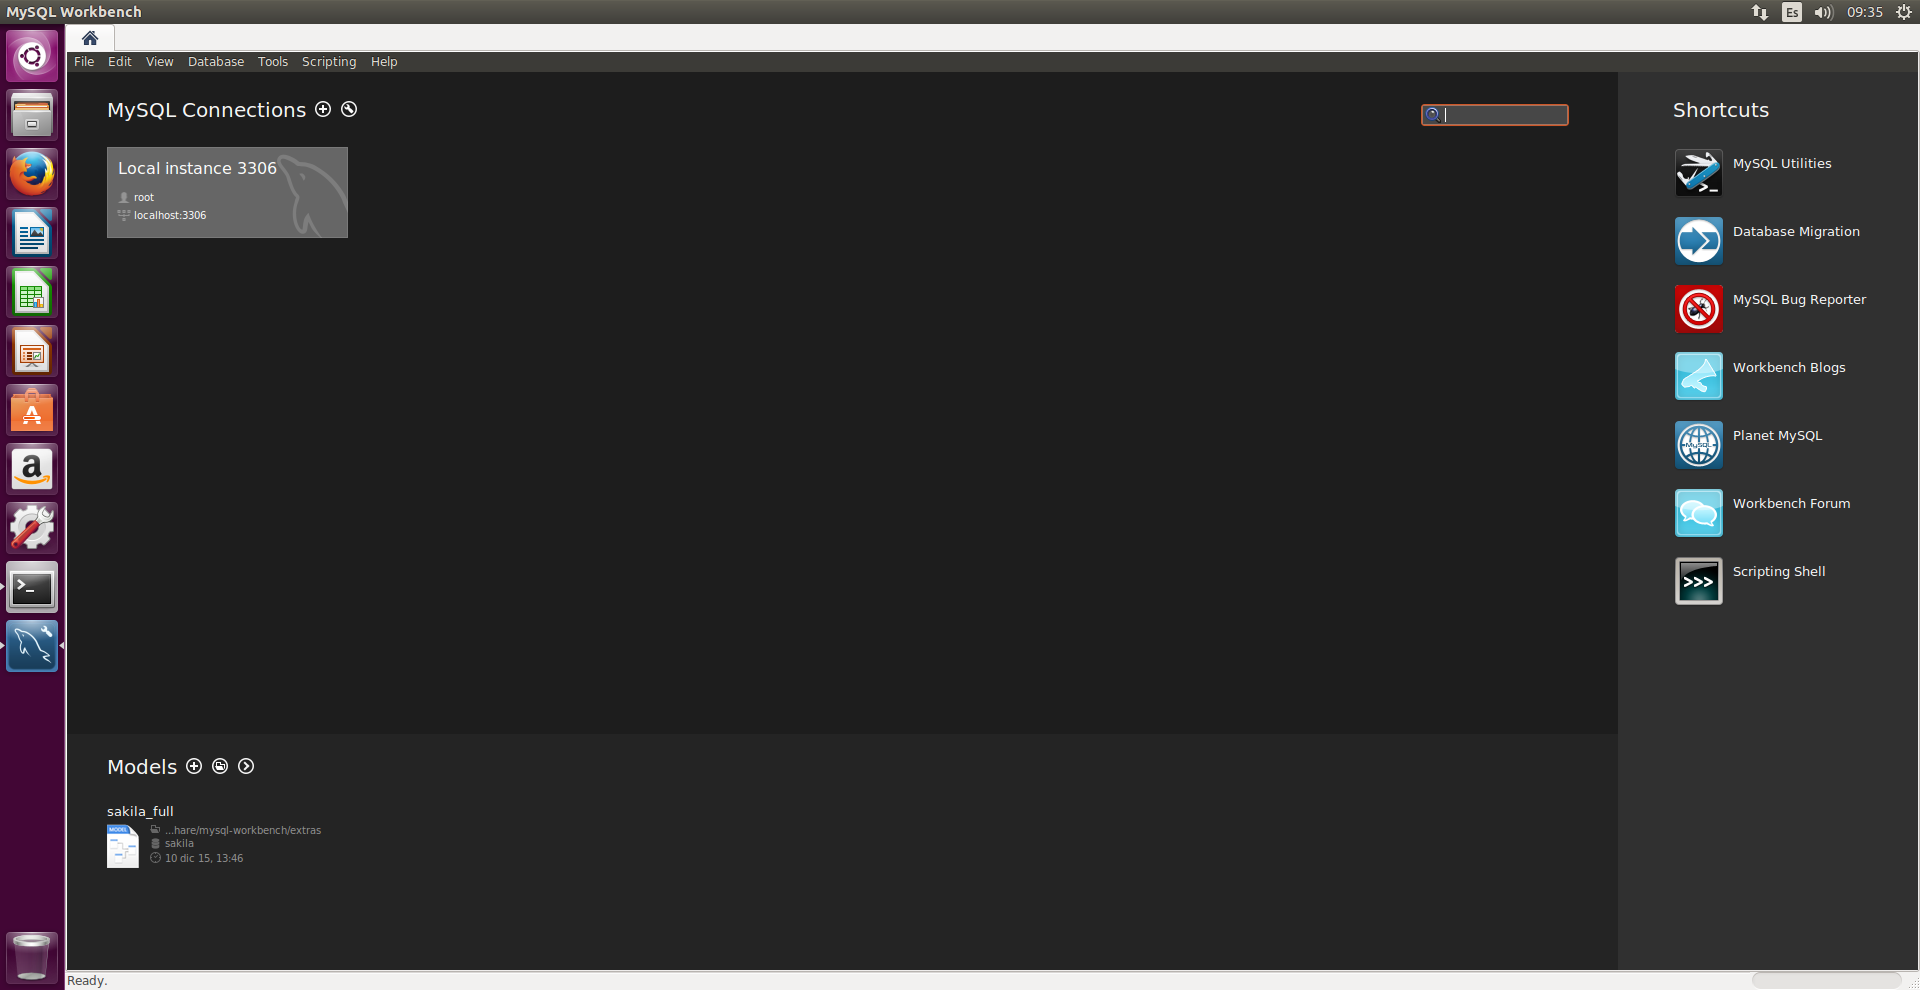 MySQL Workbench
Es
09:35
File Edit View Database Tools Scripting Help
MySQL Connections
Local instance 3306
root
localhost:3306
Shortcuts
MySQL Utilities
Database Migration
MySQL Bug Reporter
Workbench Blogs
MySQL
Planet MySQL
Workbench Forum
>>>
Scripting Shell
Models
sakila_full
MODEL
...hare/mysql-workbench/extras
sakila
10 dic 15, 13:46
Ready.